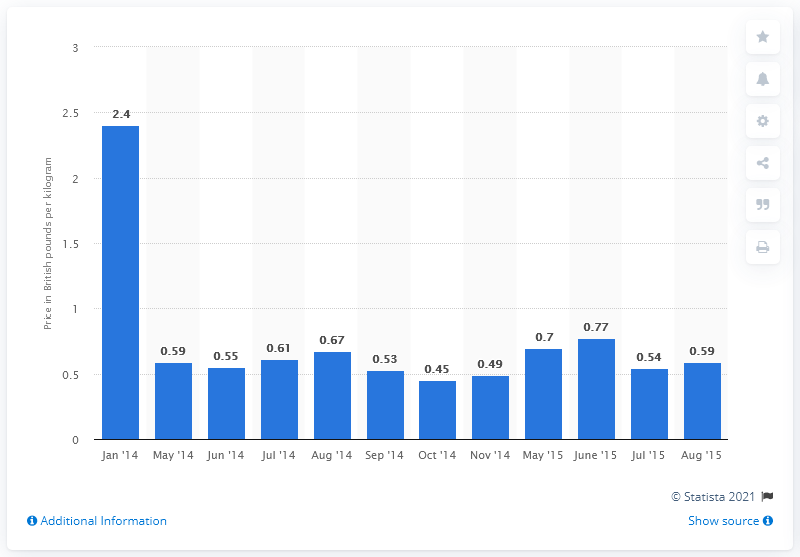 Price in British pounds per kilogram
3
2.5
2
1.5
1
0.5
0
2.4
0.59
0.55
0.61
0.67
0.53
0.45
0.49
0.7
0.77
0.54
0.59
Jan '14
May '14
Jun '14
Jul '14
Aug '14
Sep '14
Oct '14
Nov '14
May '15
June '15
Jul '15
Aug '15
© Statista 2021
Additional Information
Show source